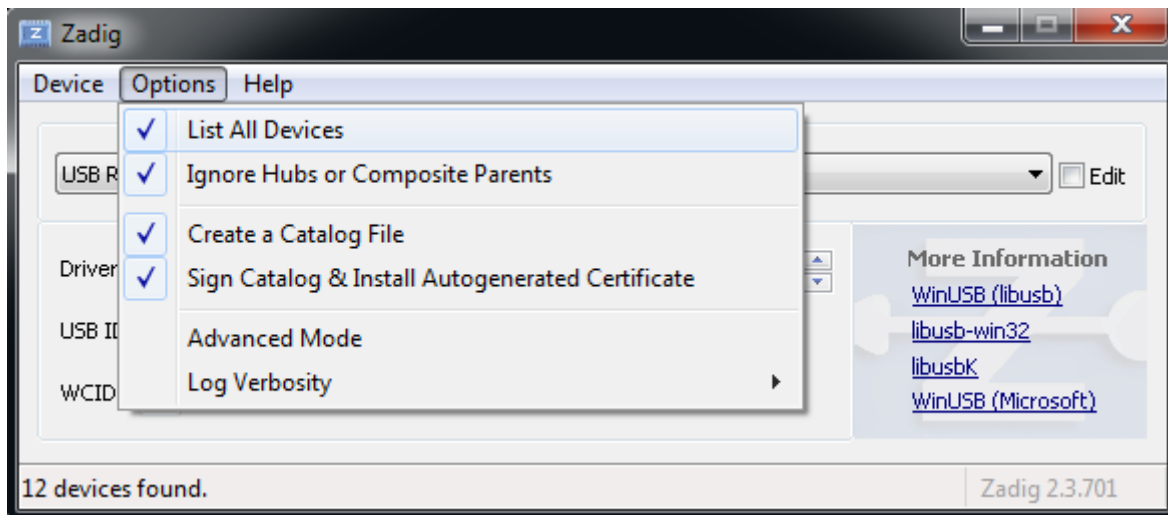 Zadig
Device Options Help
List All Devices
Ignore Hubs or Composite Parents
Create a Catalog File
Sign Catalog & Install Autogenerated Certificate
Advanced Mode
Log Verbosity
USB R
Edit
Driver
USB ID
WCID
More Information
WinUSB (libusb)
libusb-win32
libusbK
WinUSB (Microsoft)
12 devices found.
Zadig 2.3.701